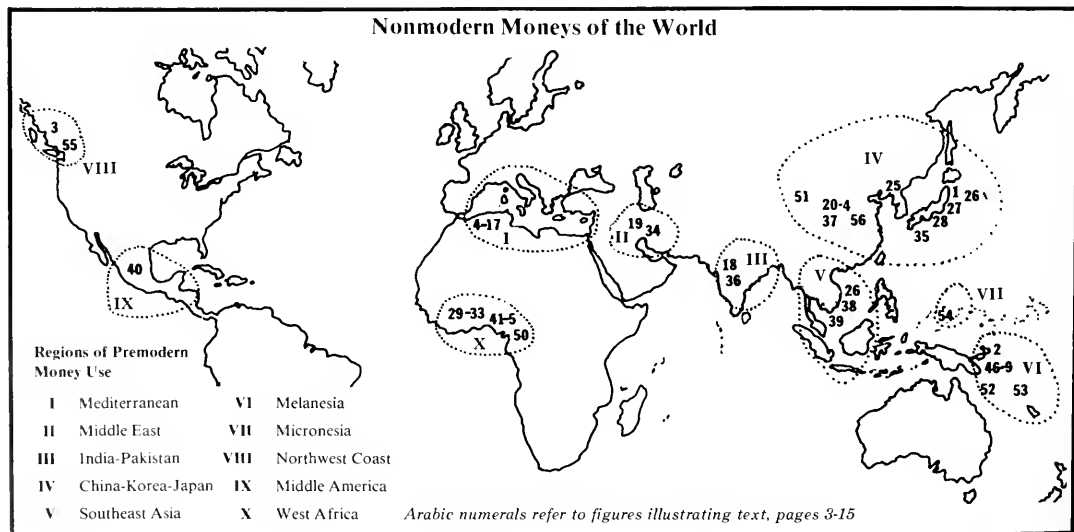 Nonmodern Moneys of the World
3
55
VIII
40
IX
4-17
I
19
34
II
18
III
36
29-33
41-5
50
X
IV
51
20-4
37
56
25
1
26
27
28
35
V
26
38
39
VII
54
2
46-9
VI
52
53
Regions of Premodern
Money Use
I Mediterranean VI Melanesia
II Middle East VII Micronesia
III India-Pakistan VIII Northwest Coast
IV China-Korea-Japan IX Middle America
V Southeast Asia X West Africa
Arabic numerals refer to figures illustrating text, pages 3-15